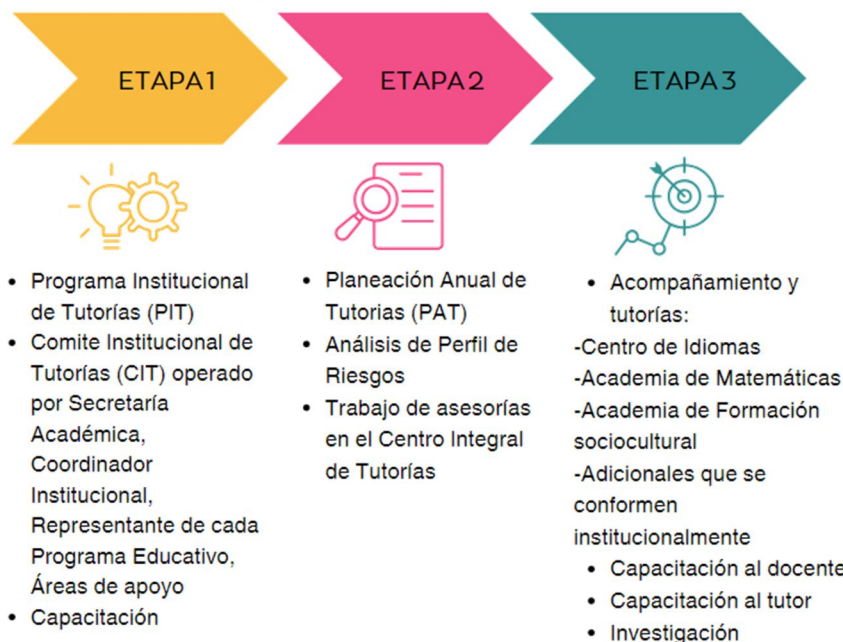 ETAPA1
ETAPA2
ETAPA3
• Programa Institucional
de Tutorías (PIT)
• Comite Institucional de
Tutorías (CIT) operado
por Secretaría
Académica,
Coordinador
Institucional,
Representante de cada
Programa Educativo,
Áreas de apoyo
• Capacitación
• Planeación Anual de
Tutorias (PAT)
• Análisis de Perfil de
Riesgos
• Trabajo de asesorías
en el Centro Integral
de Tutorías
• Acompañamiento y
tutorías:
-Centro de Idiomas
-Academia de Matemáticas
-Academia de Formación
sociocultural
-Adicionales que se
conformen
institucionalmente
• Capacitación al docente
• Capacitación al tutor
• Investigación